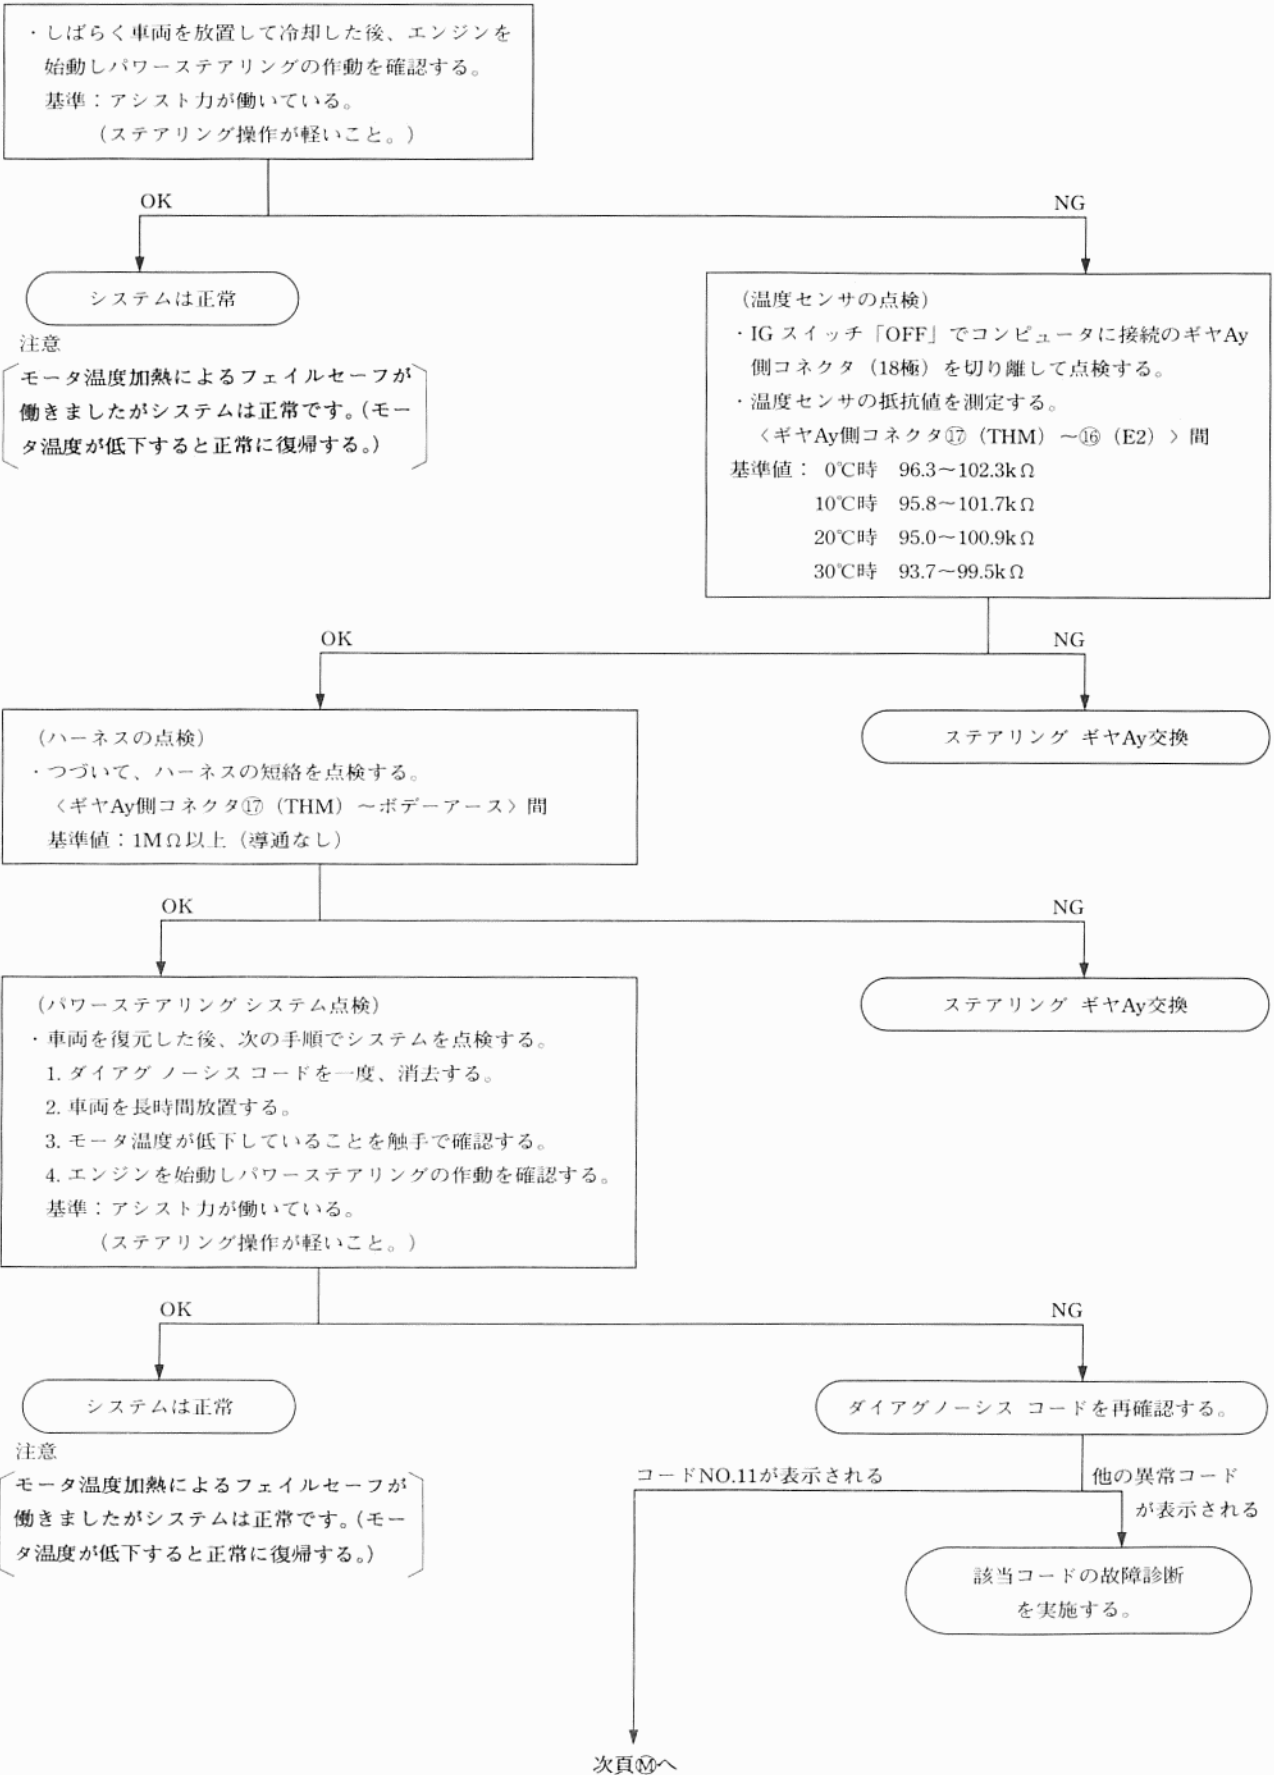 ・しばらく車両を放置して冷却した後、エンジンを
始動しパワーステアリングの作動を確認する。
基準：アシスト力が働いている。
（ステアリング操作が軽いこと。）
OK
NG
システムは正常
注意
モータ温度加熱によるフェイルセーフが
働きましたがシステムは正常です。（モー
タ温度が低下すると正常に復帰する。）
（温度センサの点検）
・IG スイッチ「OFF」でコンピュータに接続のギヤAy
側コネクタ（18極）を切り離して点検する。
・温度センサの抵抗値を測定する。
〈ギヤAy側コネクタ⑰（THM）～⑯（E2）〉間
基準値： 0℃時 96.3～102.3kΩ
10℃時 95.8～101.7kΩ
20℃時 95.0～100.9kΩ
30℃時 93.7～99.5kΩ
OK
NG
（ハーネスの点検）
・つづいて、ハーネスの短絡を点検する。
〈ギヤAy側コネクタ⑰（THM）～ボデーアース〉間
基準値：1MΩ以上（導通なし）
ステアリング ギヤAy交換
OK
NG
（パワーステアリング システム点検）
・車両を復元した後、次の手順でシステムを点検する。
1. ダイアグ ノーシス コードを一度、消去する。
2. 車両を長時間放置する。
3. モータ温度が低下していることを触手で確認する。
4. エンジンを始動しパワーステアリングの作動を確認する。
基準：アシスト力が働いている。
（ステアリング操作が軽いこと。）
ステアリング ギヤAy交換
OK
NG
システムは正常
注意
モータ温度加熱によるフェイルセーフが
働きましたがシステムは正常です。（モー
タ温度が低下すると正常に復帰する。）
ダイアグノーシス コードを再確認する。
コードNO.11が表示される
他の異常コード
が表示される
該当コードの故障診断
を実施する。
次頁Ⓜへ